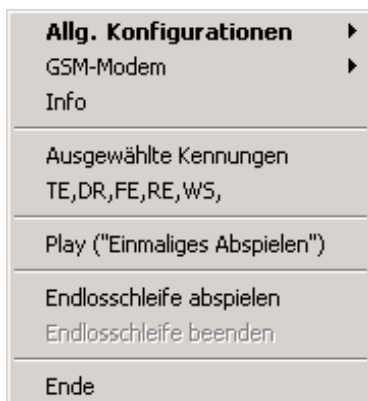 Allg. Konfigurationen
GSM-Modem
Info
Ausgewählte Kennungen
TE,DR,FE,RE,WS,
Play ("Einmaliges Abspielen")
Endlosschleife abspielen
Endlosschleife beenden
Ende